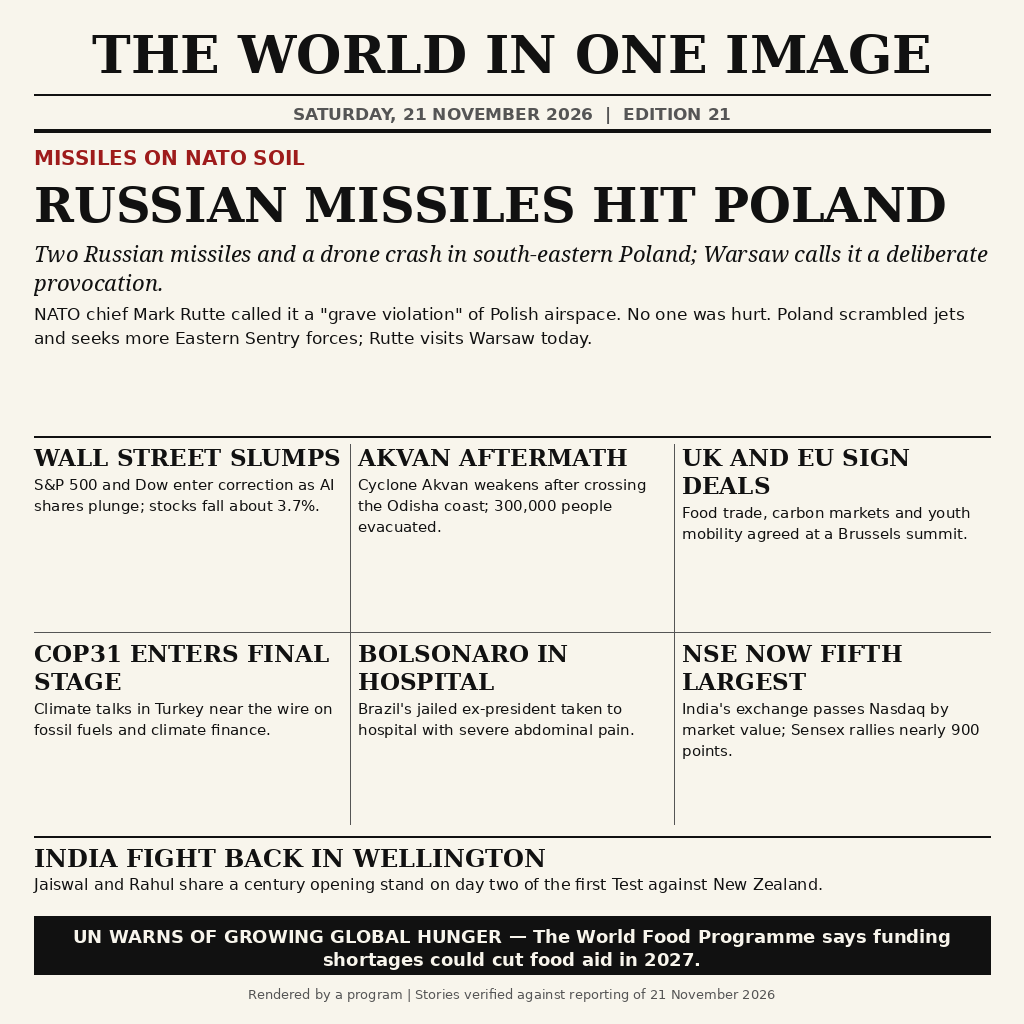 THE WORLD IN ONE IMAGE
SATURDAY, 21 NOVEMBER 2026 | EDITION 21
MISSILES ON NATO SOIL
RUSSIAN MISSILES HIT POLAND
Two Russian missiles and a drone crash in south-eastern Poland; Warsaw calls it a deliberate
provocation.
NATO chief Mark Rutte called it a "grave violation" of Polish airspace. No one was hurt. Poland scrambled jets
and seeks more Eastern Sentry forces; Rutte visits Warsaw today.
WALL STREET SLUMPS
S&P 500 and Dow enter correction as AI
shares plunge; stocks fall about 3.7%.
AKVAN AFTERMATH
Cyclone Akvan weakens after crossing
the Odisha coast; 300,000 people
evacuated.
UK AND EU SIGN
DEALS
Food trade, carbon markets and youth
mobility agreed at a Brussels summit.
COP31 ENTERS FINAL
STAGE
Climate talks in Turkey near the wire on
fossil fuels and climate finance.
BOLSONARO IN
HOSPITAL
Brazil's jailed ex-president taken to
hospital with severe abdominal pain.
NSE NOW FIFTH
LARGEST
India's exchange passes Nasdaq by
market value; Sensex rallies nearly 900
points.
INDIA FIGHT BACK IN WELLINGTON
Jaiswal and Rahul share a century opening stand on day two of the first Test against New Zealand.
UN WARNS OF GROWING GLOBAL HUNGER — The World Food Programme says funding
shortages could cut food aid in 2027.
Rendered by a program | Stories verified against reporting of 21 November 2026